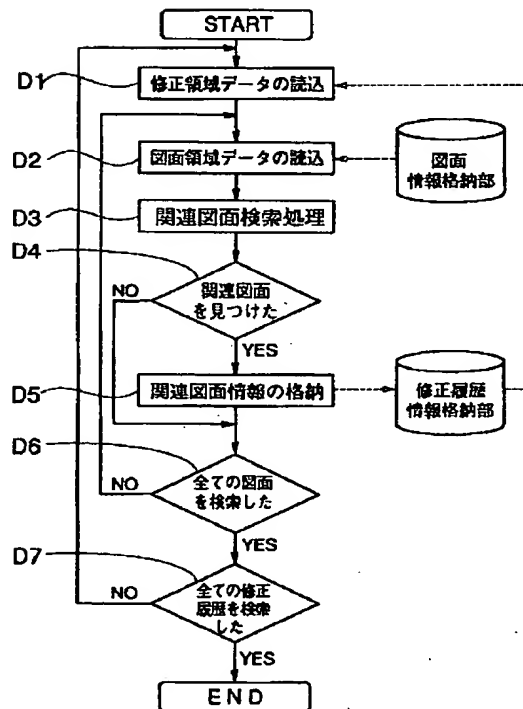 START
D1
修正領域データの読込
D2
図面領域データの読込
図面
情報格納部
D3
関連図面検索処理
D4
関連図面
を見つけた
NO
YES
D5
関連図面情報の格納
修正履歴
情報格納部
D6
全ての図面
を検索した
NO
YES
D7
全ての修正
履歴を検索
した
NO
YES
END